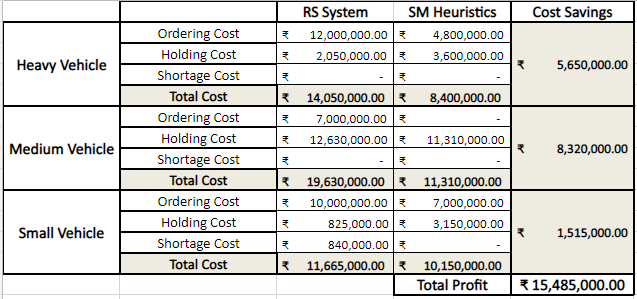 RS System SM Heuristics Cost Savings
Heavy Vehicle
Ordering Cost ₹ 12,000,000.00 ₹ 4,800,000.00
Holding Cost ₹ 2,050,000.00 ₹ 3,600,000.00
Shortage Cost ₹ - ₹ -
Total Cost ₹ 14,050,000.00 ₹ 8,400,000.00
₹ 5,650,000.00
Medium Vehicle
Ordering Cost ₹ 7,000,000.00 ₹ -
Holding Cost ₹ 12,630,000.00 ₹ 11,310,000.00
Shortage Cost ₹ - ₹ -
Total Cost ₹ 19,630,000.00 ₹ 11,310,000.00
₹ 8,320,000.00
Small Vehicle
Ordering Cost ₹ 10,000,000.00 ₹ 7,000,000.00
Holding Cost ₹ 825,000.00 ₹ 3,150,000.00
Shortage Cost ₹ 840,000.00 ₹ -
Total Cost ₹ 11,665,000.00 ₹ 10,150,000.00
₹ 1,515,000.00
Total Profit ₹ 15,485,000.00